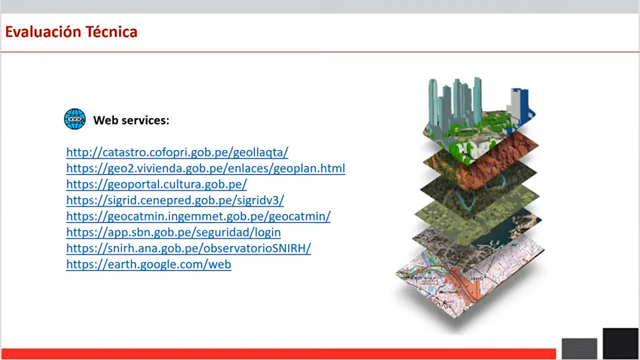 Evaluación Técnica
Web services:
http://catastro.cofopri.gob.pe/geollaqta/
https://geo2.vivienda.gob.pe/enlaces/geoplan.html
https://geoportal.cultura.gob.pe/
https://sigrid.cenepred.gob.pe/sigridv3/
https://geocatmin.ingemmet.gob.pe/geocatmin/
https://app.sbn.gob.pe/seguridad/login
https://snirh.ana.gob.pe/observatorioSNIRH/
https://earth.google.com/web